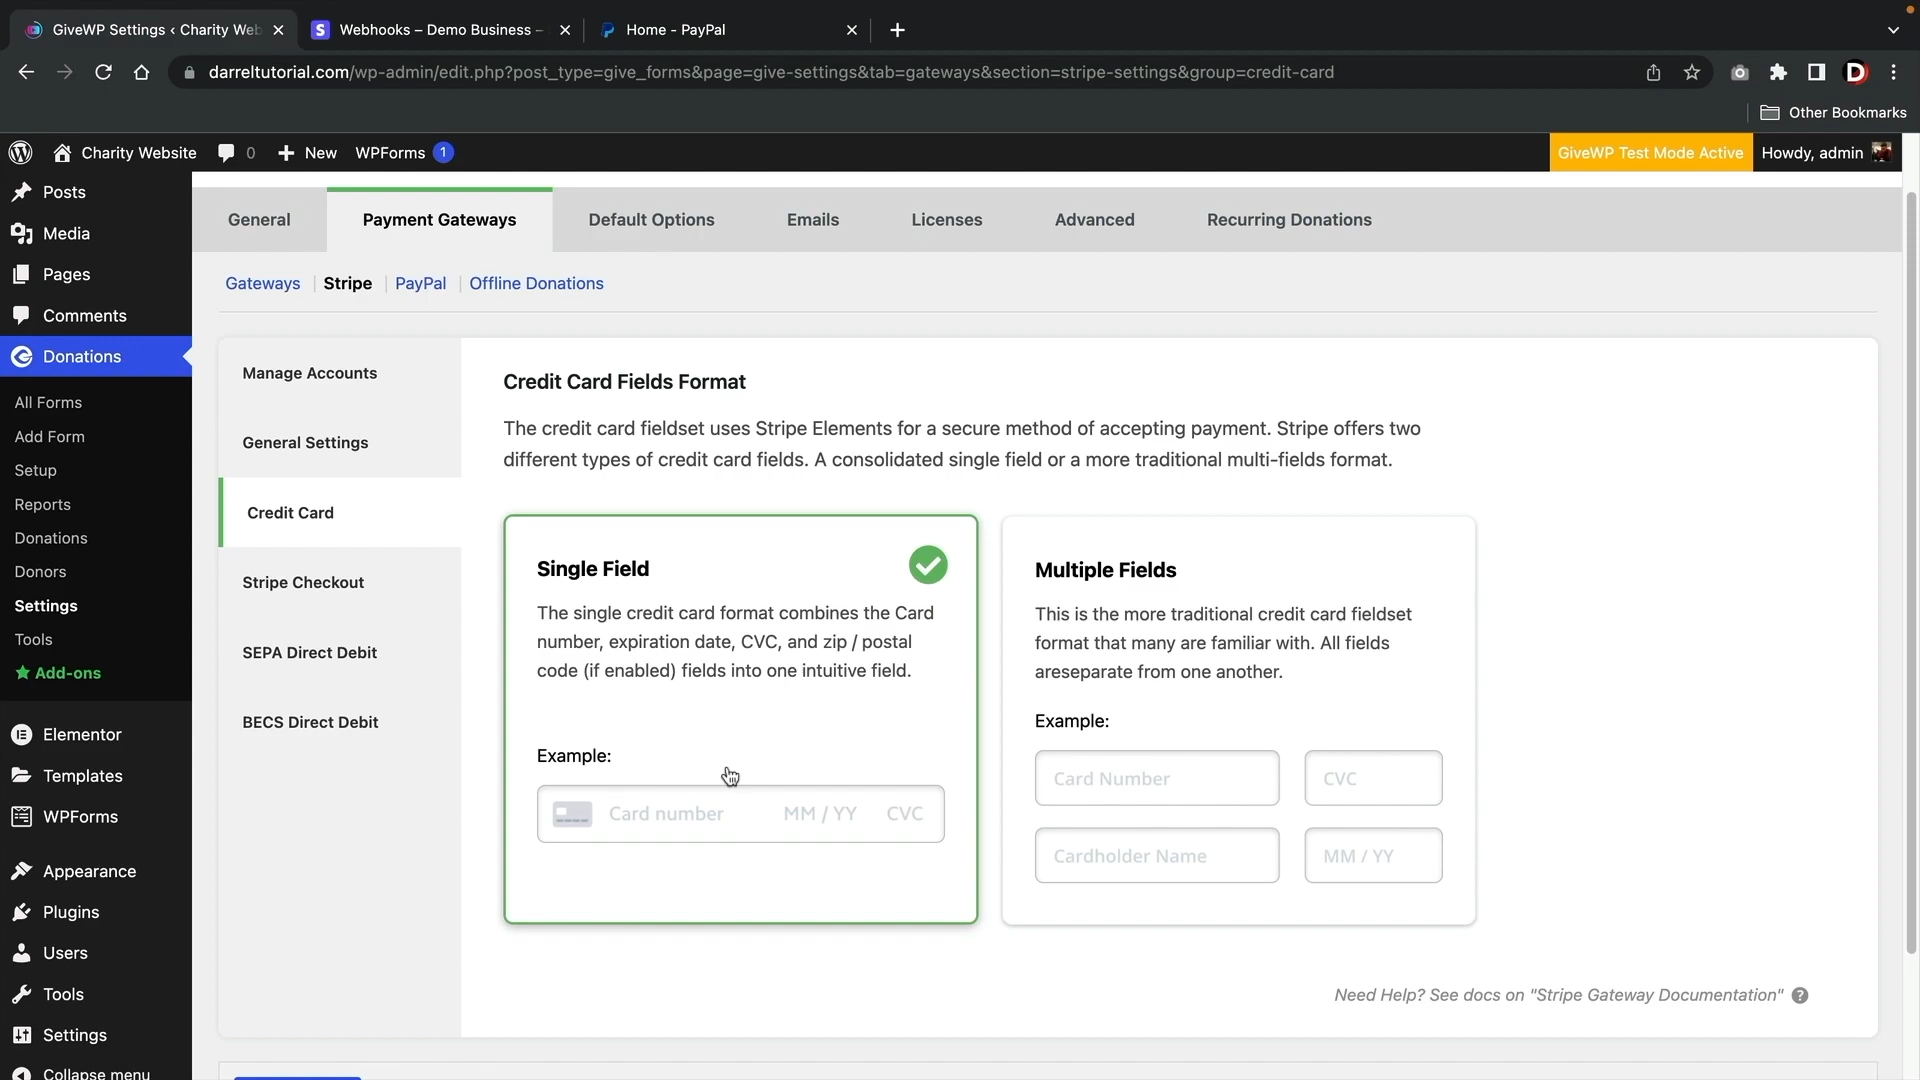 GiveWP Settings ‹ Charity Web
Webhooks – Demo Business –
Home - PayPal
darreltutorial.com/wp-admin/edit.php?post_type=give_forms&page=give-settings&tab=gateways&section=stripe-settings&group=credit-card
Other Bookmarks
Charity Website
0
New
WPForms 1
GiveWP Test Mode Active
Howdy, admin
Posts
Media
Pages
Comments
Donations
All Forms
Add Form
Setup
Reports
Donations
Donors
Settings
Tools
Add-ons
Elementor
Templates
WPForms
Appearance
Plugins
Users
Tools
Settings
Collapse menu
General
Payment Gateways
Default Options
Emails
Licenses
Advanced
Recurring Donations
Gateways | Stripe | PayPal | Offline Donations
Manage Accounts
General Settings
Credit Card
Stripe Checkout
SEPA Direct Debit
BECS Direct Debit
Credit Card Fields Format
The credit card fieldset uses Stripe Elements for a secure method of accepting payment. Stripe offers two
different types of credit card fields. A consolidated single field or a more traditional multi-fields format.
Single Field
The single credit card format combines the Card
number, expiration date, CVC, and zip / postal
code (if enabled) fields into one intuitive field.
Example:
Card number MM / YY CVC
Multiple Fields
This is the more traditional credit card fieldset
format that many are familiar with. All fields
areseparate from one another.
Example:
Card Number
CVC
Cardholder Name
MM / YY
Need Help? See docs on "Stripe Gateway Documentation" ?